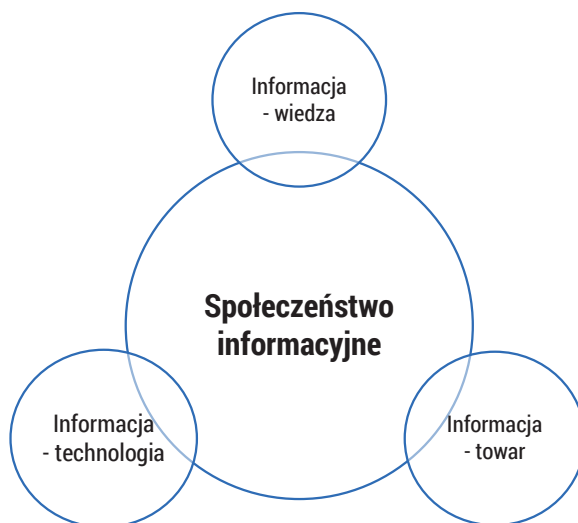 Informacja
- wiedza
Społeczeństwo
informacyjne
Informacja
- technologia
Informacja
- towar